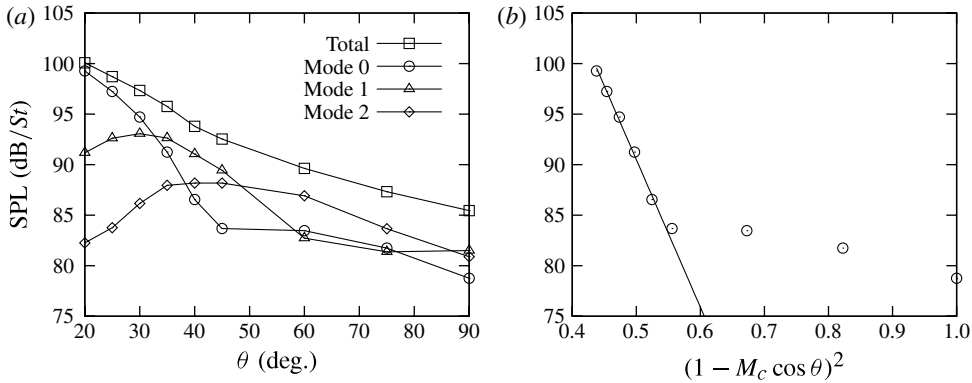 (a)
105
100
95
90
85
80
75
SPL (dB/St)
Total
Mode 0
Mode 1
Mode 2
20 30 40 50 60 70 80 90
θ (deg.)
(b)
105
100
95
90
85
80
75
0.4 0.5 0.6 0.7 0.8 0.9 1.0
(1 − M_c cos θ)²